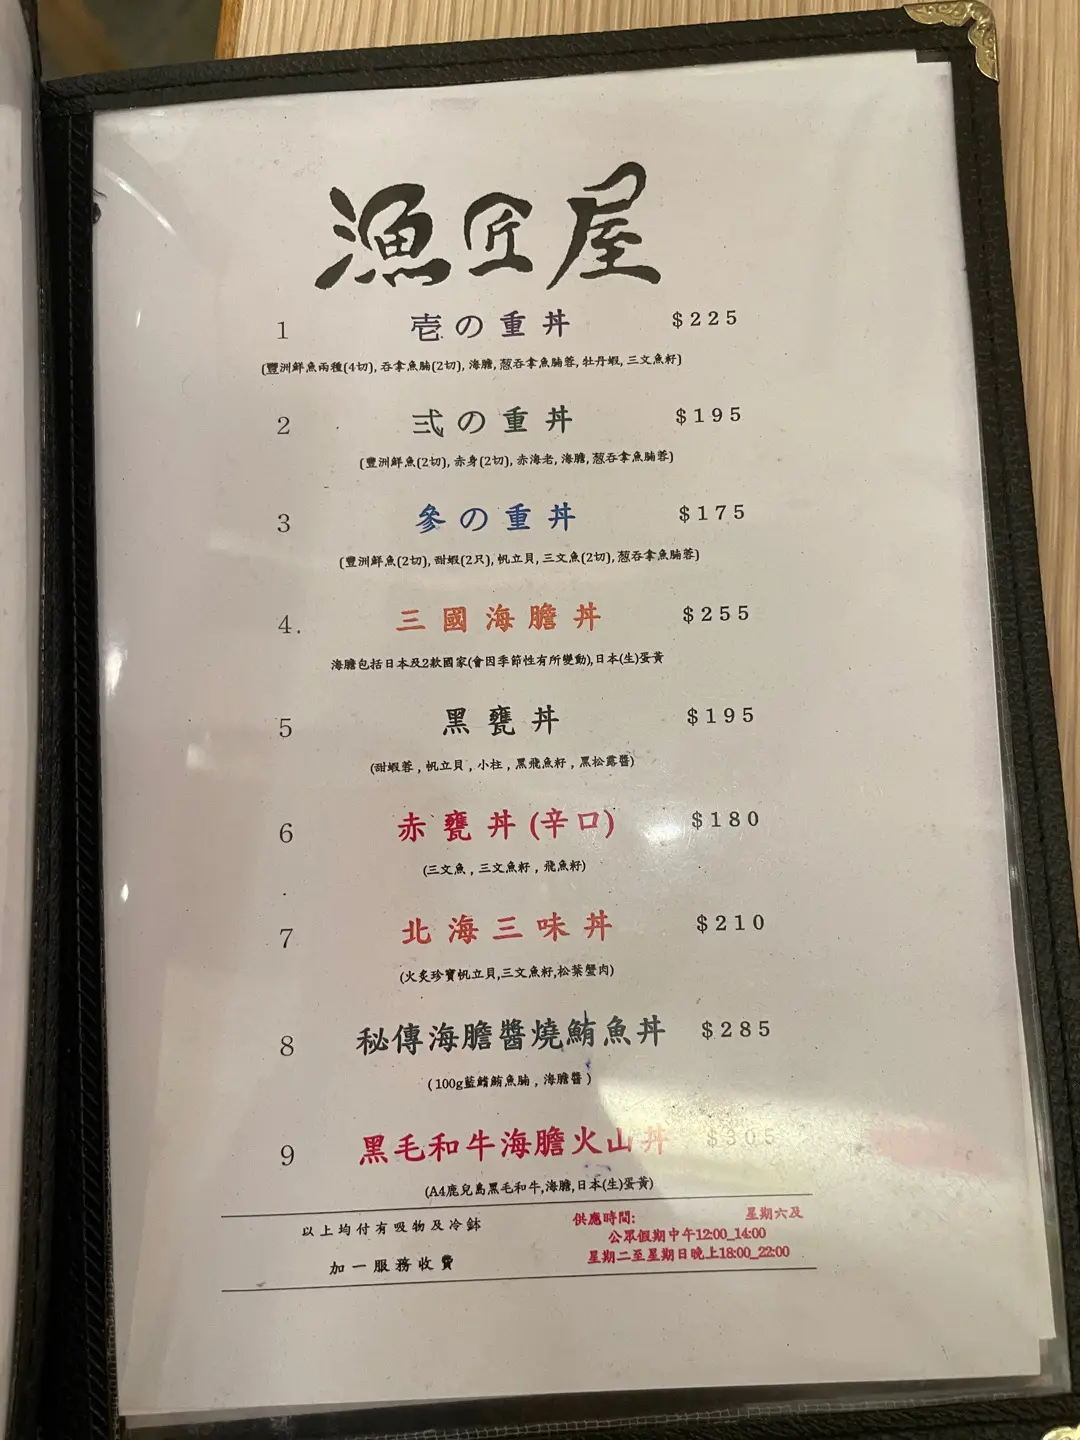 漁匠屋
1 壱の重丼 $225
(豐洲鮮魚兩種(4切), 吞拿魚腩(2切), 海膽, 葱吞拿魚腩蓉, 牡丹蝦, 三文魚籽)
2 弍の重丼 $195
(豐洲鮮魚(2切), 赤身(2切), 赤海老, 海膽, 葱吞拿魚腩蓉)
3 參の重丼 $175
(豐洲鮮魚(2切), 甜蝦(2只), 帆立貝, 三文魚(2切), 葱吞拿魚腩蓉)
4. 三國海膽丼 $255
海膽包括日本及2款國家(會因季節性有所變動),日本(生)蛋黃
5 黑甕丼 $195
(甜蝦蓉 , 帆立貝 , 小柱 , 黑飛魚籽 , 黑松露醬)
6 赤甕丼(辛口) $180
(三文魚 , 三文魚籽 , 飛魚籽)
7 北海三味丼 $210
(火炙珍寶帆立貝,三文魚籽,松葉蟹肉)
8 秘傳海膽醬燒鮪魚丼 $285
( 100g藍鰭鮪魚腩 , 海膽醬 )
9 黑毛和牛海膽火山丼 $305
(A4鹿兒島黑毛和牛,海膽,日本(生)蛋黃)
以上均付有吸物及冷缽
加一服務收費
供應時間: 星期六及
公眾假期中午12:00_14:00
星期二至星期日晚上18:00_22:00